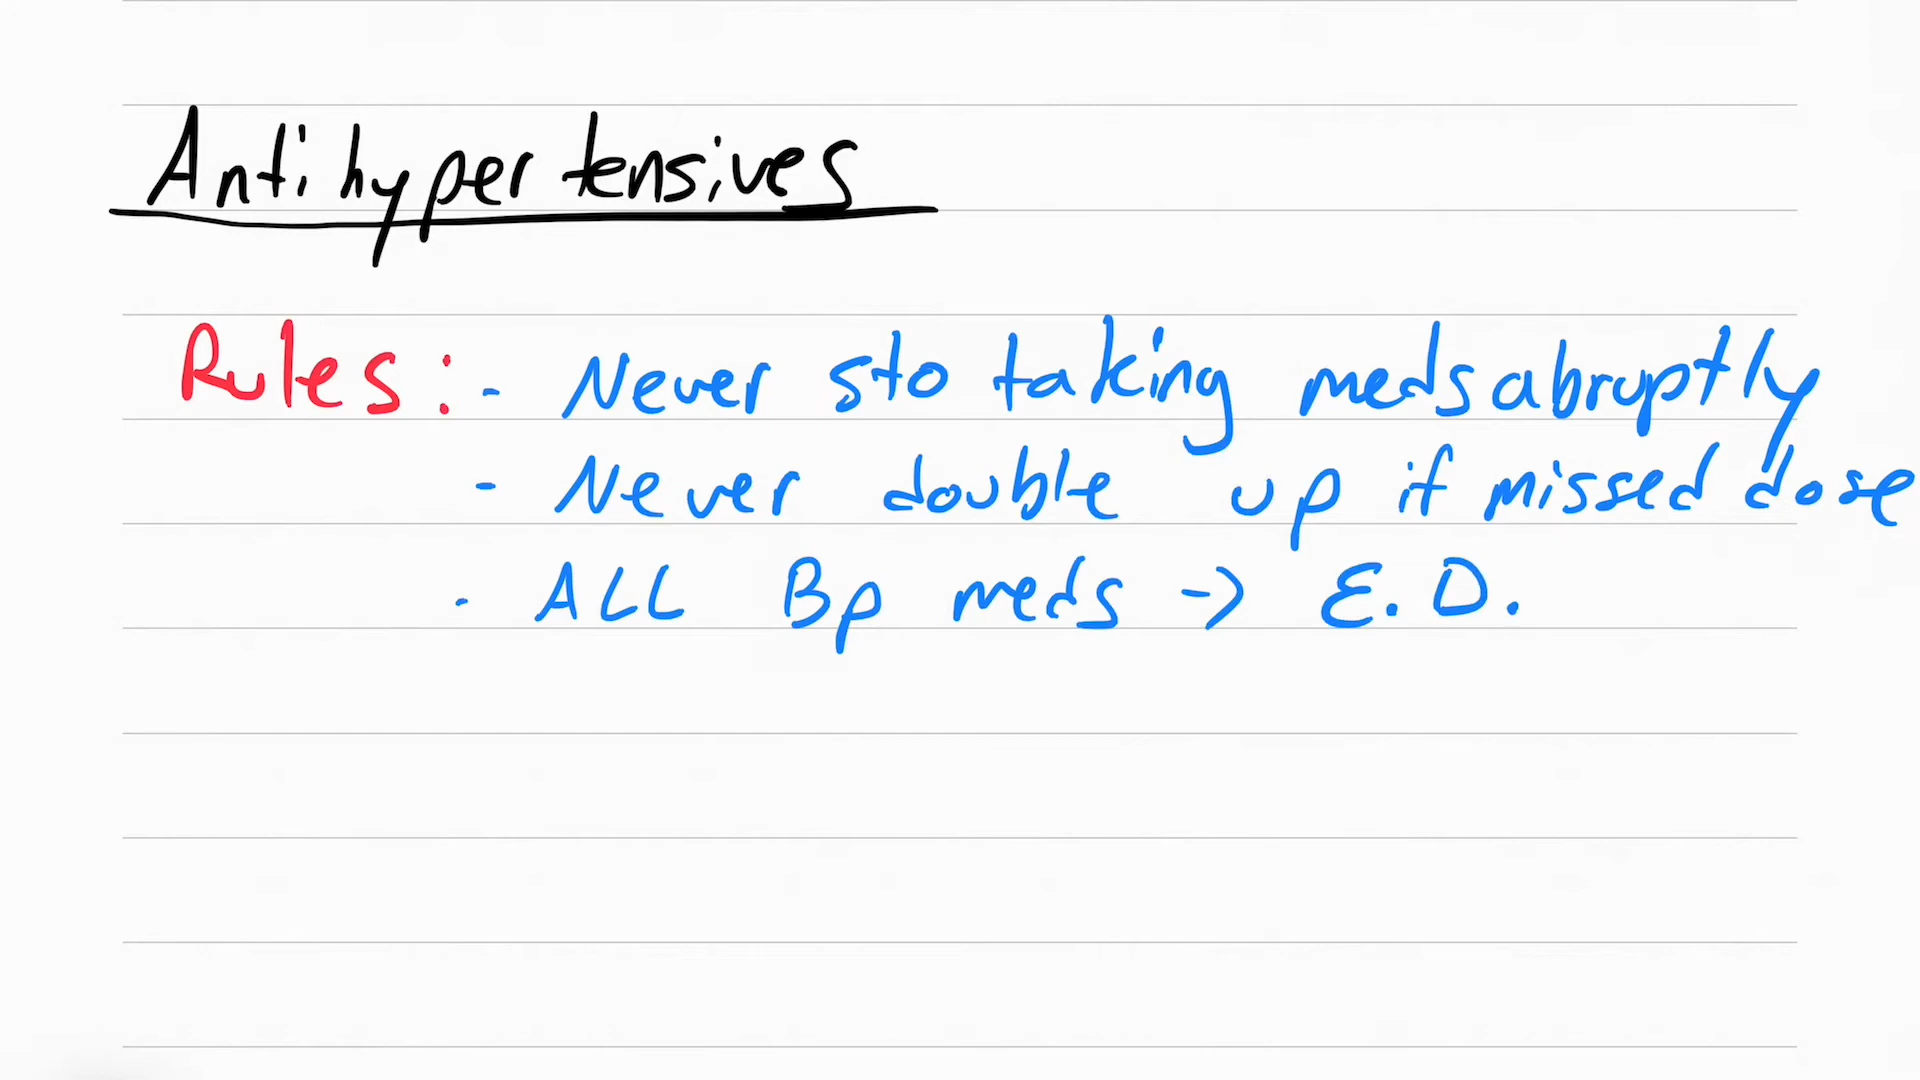 Antihypertensives
Rules: - Never sto taking meds abruptly
- Never double up if missed dose
- ALL Bp meds -> E.D.